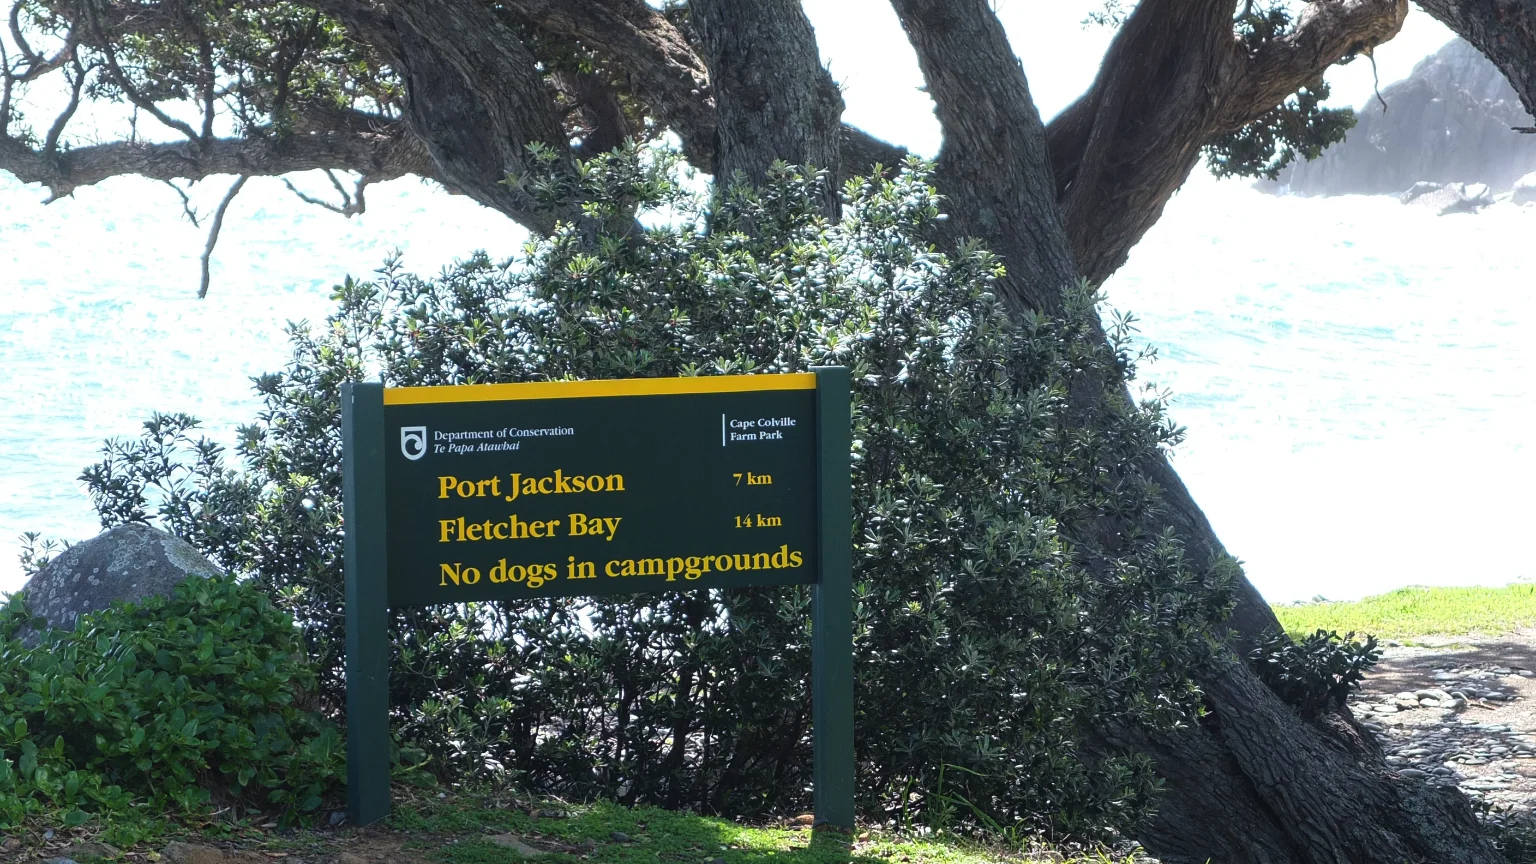 Department of Conservation
Te Papa Atawhai
Cape Colville
Farm Park
Port Jackson 7 km
Fletcher Bay 14 km
No dogs in campgrounds